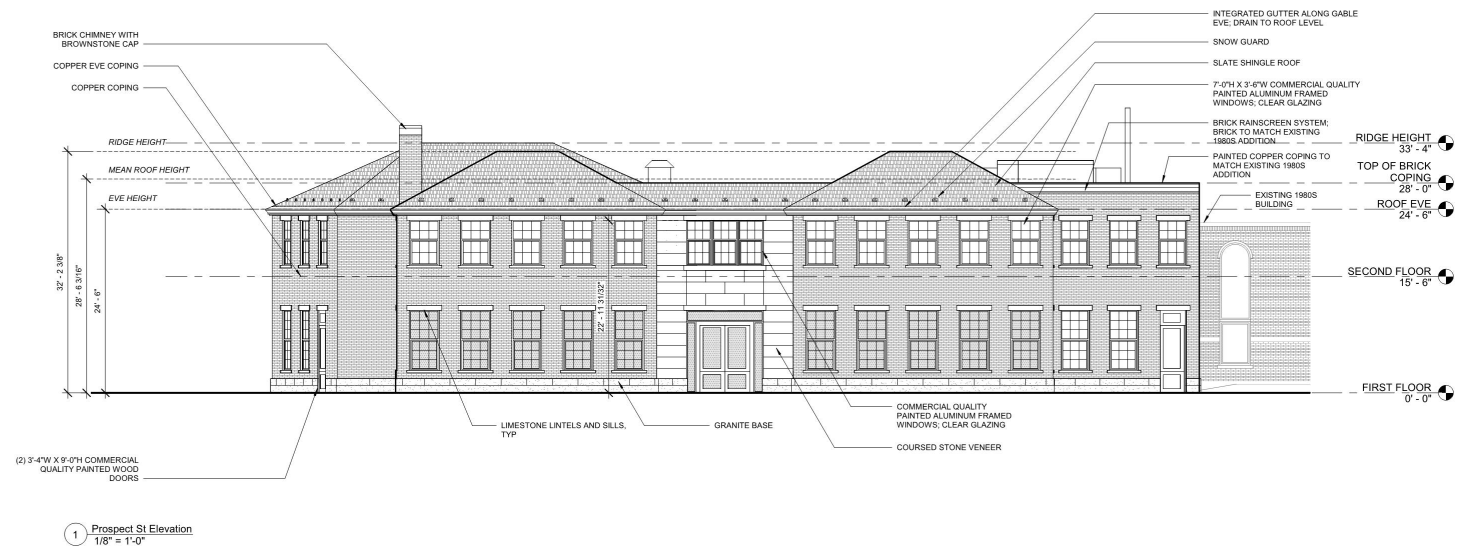 BRICK CHIMNEY WITH
BROWNSTONE CAP
COPPER EVE COPING
COPPER COPING
RIDGE HEIGHT
MEAN ROOF HEIGHT
EVE HEIGHT
32' - 2 3/8"
28' - 6 3/16"
24' - 6"
22' - 11 31/32"
INTEGRATED GUTTER ALONG GABLE
EVE; DRAIN TO ROOF LEVEL
SNOW GUARD
SLATE SHINGLE ROOF
7'-0"H X 3'-6"W COMMERCIAL QUALITY
PAINTED ALUMINUM FRAMED
WINDOWS; CLEAR GLAZING
BRICK RAINSCREEN SYSTEM;
BRICK TO MATCH EXISTING
1980S ADDITION
PAINTED COPPER COPING TO
MATCH EXISTING 1980S
ADDITION
EXISTING 1980S
BUILDING
RIDGE HEIGHT
33' - 4"
TOP OF BRICK
COPING
28' - 0"
ROOF EVE
24' - 6"
SECOND FLOOR
15' - 6"
FIRST FLOOR
0' - 0"
LIMESTONE LINTELS AND SILLS,
TYP
GRANITE BASE
COMMERCIAL QUALITY
PAINTED ALUMINUM FRAMED
WINDOWS; CLEAR GLAZING
COURSED STONE VENEER
(2) 3'-4"W X 9'-0"H COMMERCIAL
QUALITY PAINTED WOOD
DOORS
1
Prospect St Elevation
1/8" = 1'-0"